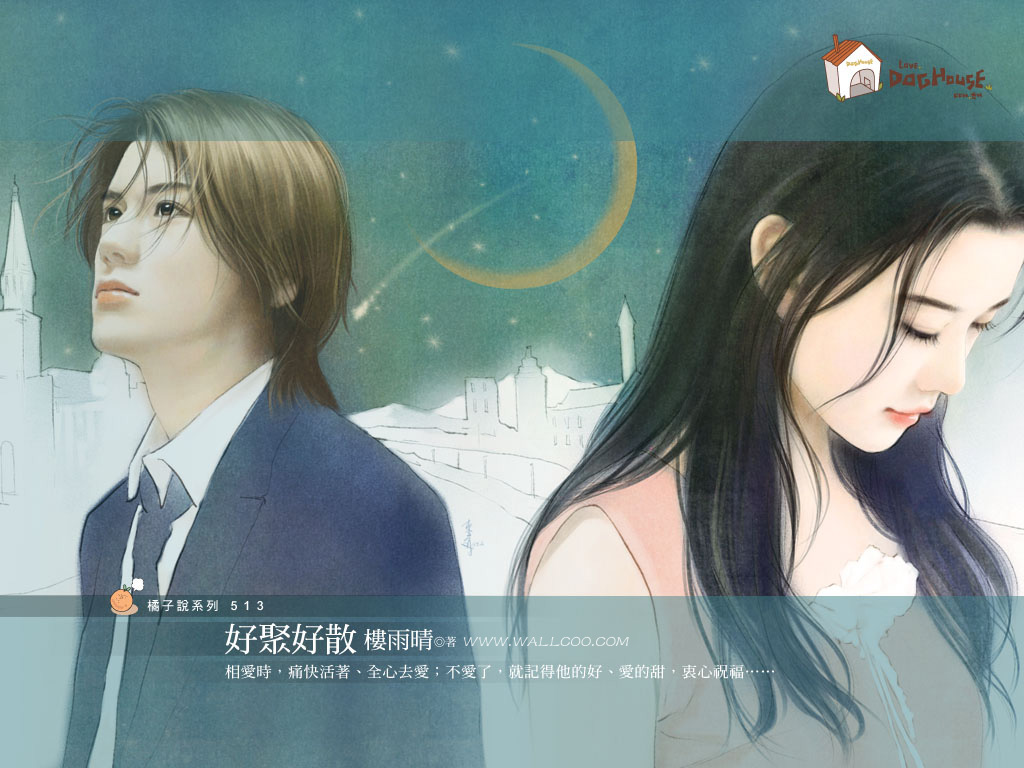 Love
DOGHOUSE
橘子說系列 513
好聚好散 樓雨晴◎著 WWW.WALLCOO.COM
相愛時，痛快活著、全心去愛；不愛了，就記得他的好、愛的甜，衷心祝福⋯⋯